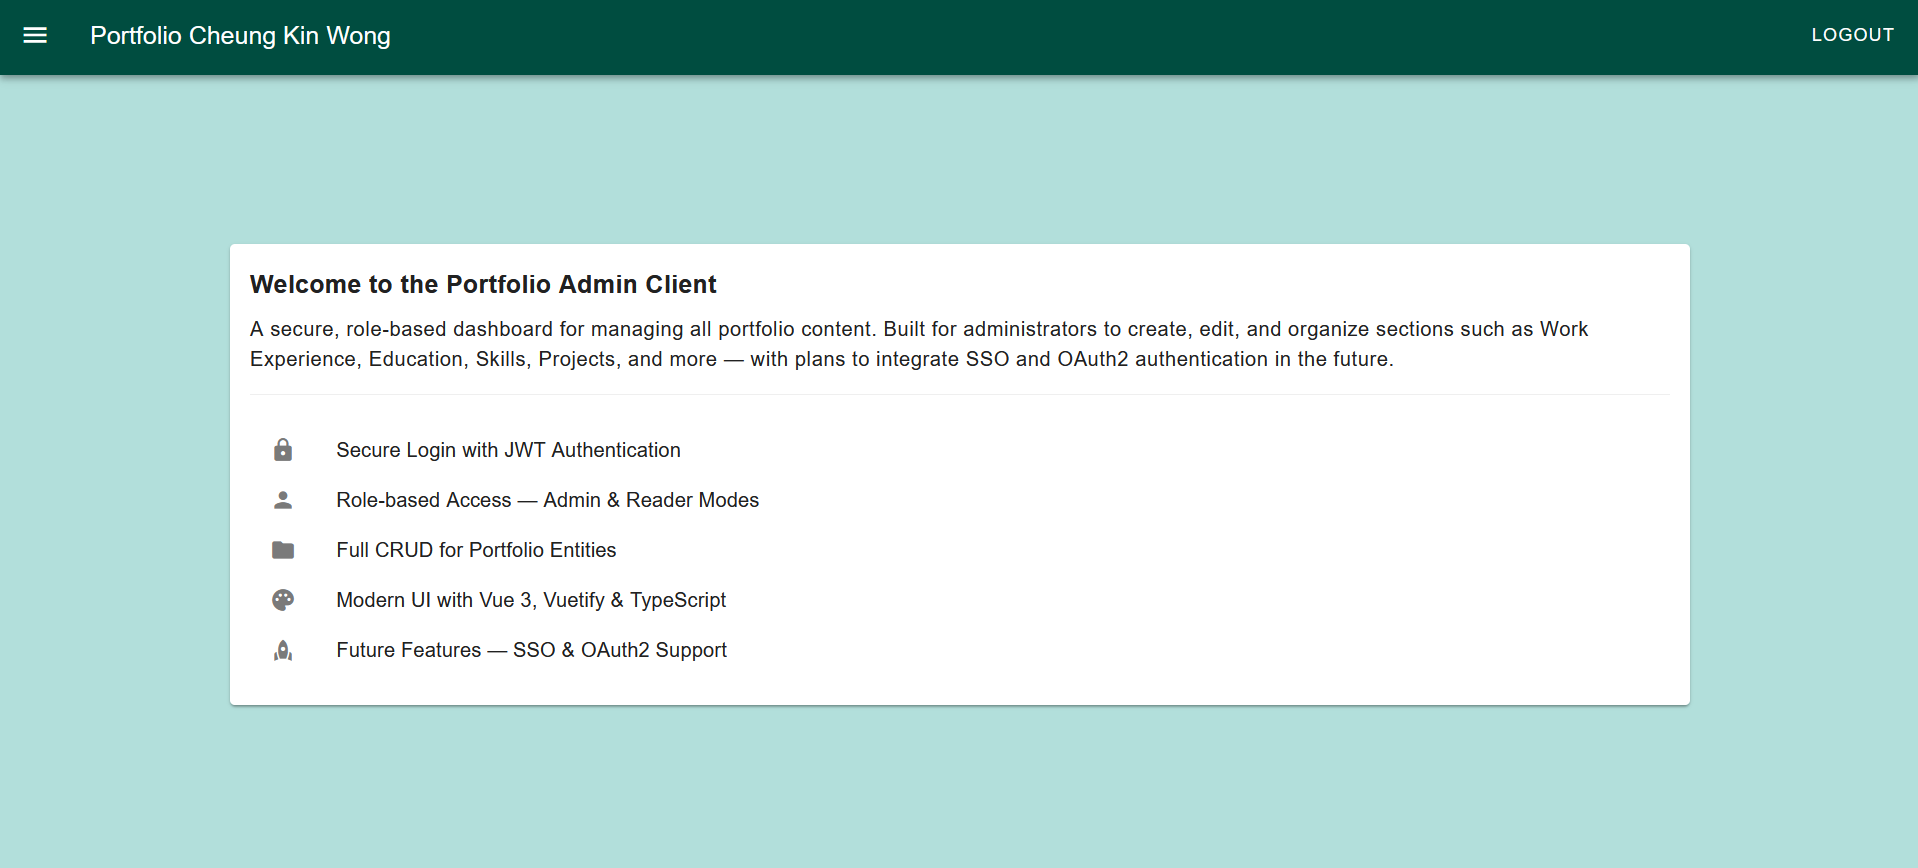 Portfolio Cheung Kin Wong
LOGOUT
Welcome to the Portfolio Admin Client
A secure, role-based dashboard for managing all portfolio content. Built for administrators to create, edit, and organize sections such as Work
Experience, Education, Skills, Projects, and more — with plans to integrate SSO and OAuth2 authentication in the future.
Secure Login with JWT Authentication
Role-based Access — Admin & Reader Modes
Full CRUD for Portfolio Entities
Modern UI with Vue 3, Vuetify & TypeScript
Future Features — SSO & OAuth2 Support